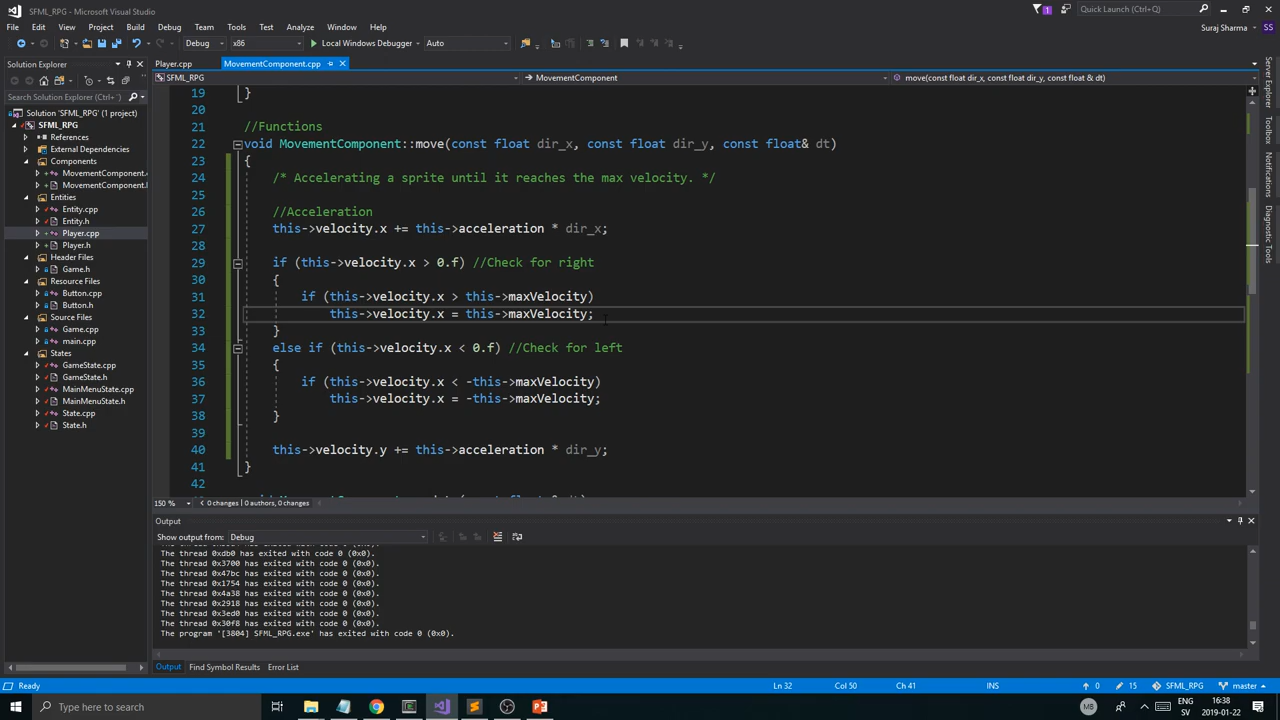 SFML_RPG - Microsoft Visual Studio
1
Quick Launch (Ctrl+Q)
File Edit View Project Build Debug Team Tools Test Analyze Window Help
Suraj Sharma
Debug x86 Local Windows Debugger Auto
Solution Explorer
Player.cpp MovementComponent.cpp
SFML_RPG MovementComponent move(const float dir_x, const float dir_y, const float & dt)
Search Solution Explorer (Ctrl+
Solution 'SFML_RPG' (1 project)
SFML_RPG
References
External Dependencies
Components
MovementComponent.
MovementComponent.
Entities
Entity.cpp
Entity.h
Player.cpp
Player.h
Header Files
Game.h
Resource Files
Button.cpp
Button.h
Source Files
Game.cpp
main.cpp
States
GameState.cpp
GameState.h
MainMenuState.cpp
MainMenuState.h
State.cpp
State.h
19 }
20
21 //Functions
22 void MovementComponent::move(const float dir_x, const float dir_y, const float& dt)
23 {
24 /* Accelerating a sprite until it reaches the max velocity. */
25
26 //Acceleration
27 this->velocity.x += this->acceleration * dir_x;
28
29 if (this->velocity.x > 0.f) //Check for right
30 {
31 if (this->velocity.x > this->maxVelocity)
32 this->velocity.x = this->maxVelocity;
33 }
34 else if (this->velocity.x < 0.f) //Check for left
35 {
36 if (this->velocity.x < -this->maxVelocity)
37 this->velocity.x = -this->maxVelocity;
38 }
39
40 this->velocity.y += this->acceleration * dir_y;
41 }
42
150 % 0 changes | 0 authors, 0 changes
Server Explorer
Toolbox
Notifications
Diagnostic Tools
Output
Show output from: Debug
The thread 0xdb0 has exited with code 0 (0x0).
The thread 0x3700 has exited with code 0 (0x0).
The thread 0x47bc has exited with code 0 (0x0).
The thread 0x1754 has exited with code 0 (0x0).
The thread 0x4a38 has exited with code 0 (0x0).
The thread 0x2918 has exited with code 0 (0x0).
The thread 0x3ed0 has exited with code 0 (0x0).
The thread 0x30f8 has exited with code 0 (0x0).
The program '[3804] SFML_RPG.exe' has exited with code 0 (0x0).
Output Find Symbol Results Error List
Ready Ln 32 Col 50 Ch 41 INS 0 15 SFML_RPG master
Type here to search
MB
ENG
SV
16:38
2019-01-22